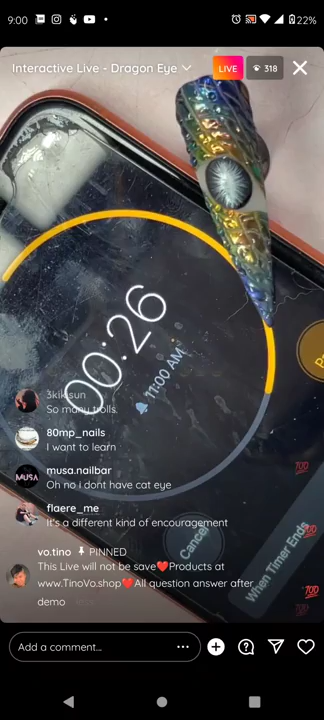 9:00
22%
Interactive Live - Dragon Eye
LIVE
318
00:26
11:00 AM
3kiksun
So many trolls.
80mp_nails
I want to learn
musa.nailbar
MUSA
Oh no i dont have cat eye
flaere_me
It's a different kind of encouragement
Cancel
When Timer Ends
💯
💯
💯
💯
vo.tino PINNED
This Live will not be save❤️Products at
www.TinoVo.shop❤️All question answer after
demo
Add a comment...